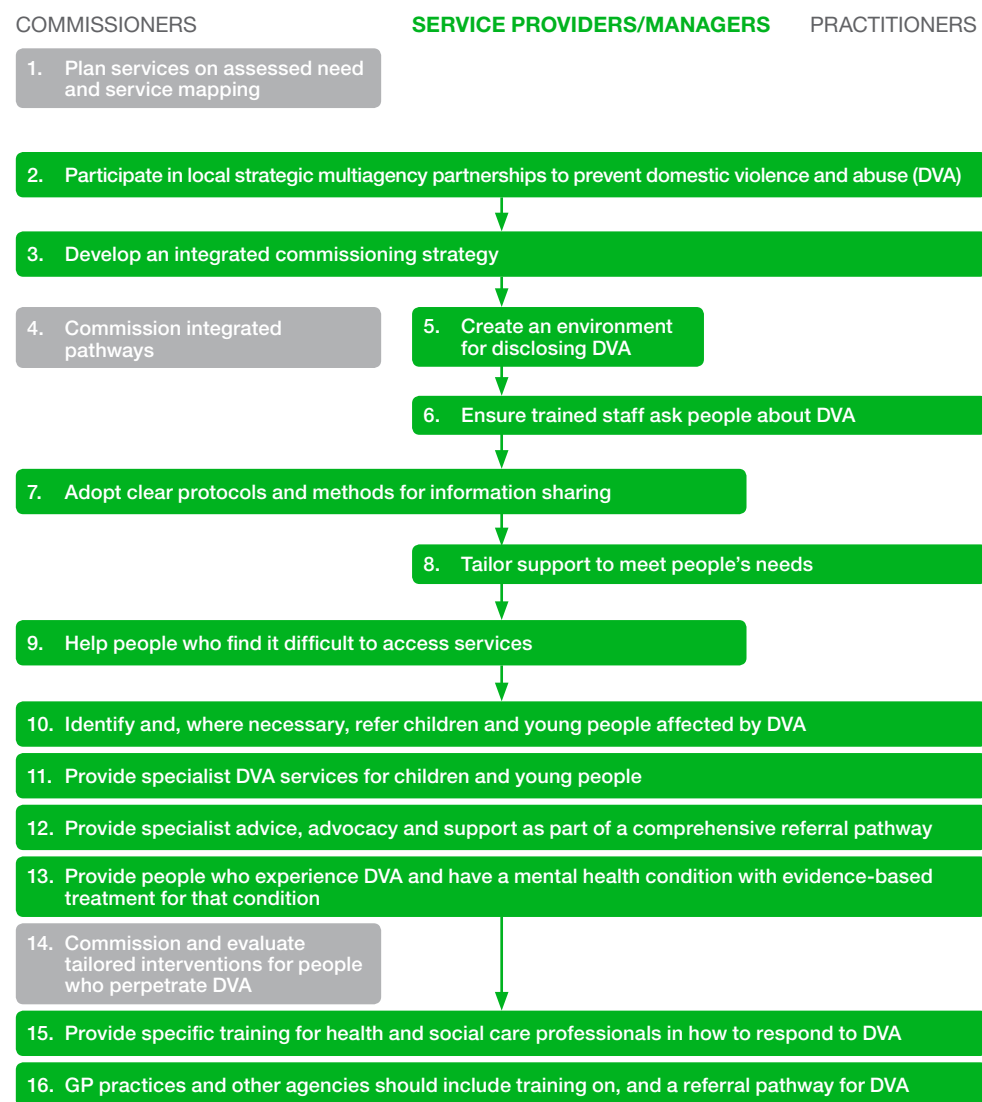 COMMISSIONERS
SERVICE PROVIDERS/MANAGERS
PRACTITIONERS
1. Plan services on assessed need
and service mapping
2. Participate in local strategic multiagency partnerships to prevent domestic violence and abuse (DVA)
3. Develop an integrated commissioning strategy
4. Commission integrated
pathways
5. Create an environment
for disclosing DVA
6. Ensure trained staff ask people about DVA
7. Adopt clear protocols and methods for information sharing
8. Tailor support to meet people’s needs
9. Help people who find it difficult to access services
10. Identify and, where necessary, refer children and young people affected by DVA
11. Provide specialist DVA services for children and young people
12. Provide specialist advice, advocacy and support as part of a comprehensive referral pathway
13. Provide people who experience DVA and have a mental health condition with evidence-based
treatment for that condition
14. Commission and evaluate
tailored interventions for people
who perpetrate DVA
15. Provide specific training for health and social care professionals in how to respond to DVA
16. GP practices and other agencies should include training on, and a referral pathway for DVA